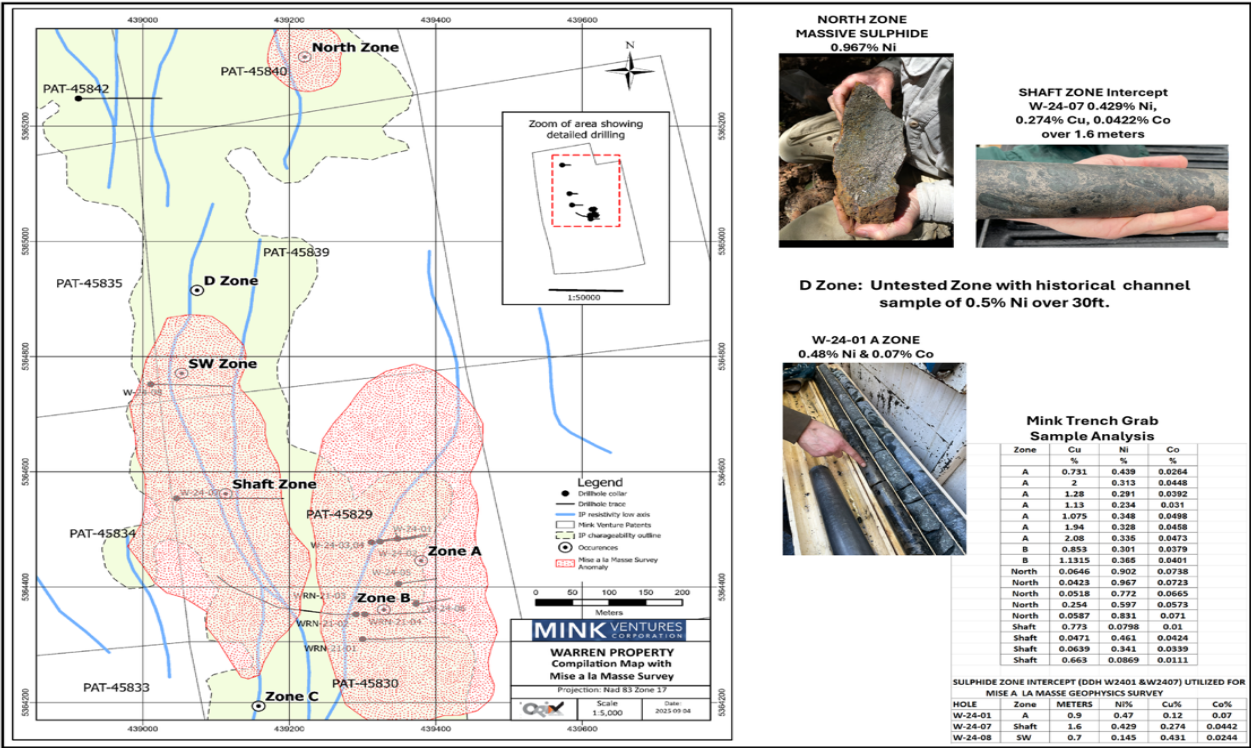 439000 439200 439400 439600
North Zone
N
PAT-45840
PAT-45842
5365200
5365200
Zoom of area showing
detailed drilling
1:50000
5365000
5365000
PAT-45839
PAT-45835
D Zone
5364800
5364800
SW Zone
W-24-08
5364600
5364600
Shaft Zone
PAT-45829
PAT-45834
W-24-01
W-24-03,04
W-24-02
Zone A
5364400
5364400
WRN-21-03
Zone B
WRN-21-02
WRN-21-04
WRN-21-01
PAT-45833
PAT-45830
Zone C
5364200
5364200
439000 439200 439400
Legend
Drillhole collar
Drillhole trace
IP resistivity low axis
Mink Venture Patents
IP chargeability outline
Occurences
Mise a la Masse Survey
Anomaly
0 50 100 150 200
Meters
MINK VENTURES
CORPORATION
WARREN PROPERTY
Compilation Map with
Mise a la Masse Survey
Projection: Nad 83 Zone 17
Scale
1:5,000
Date:
2025-09-04
NORTH ZONE
MASSIVE SULPHIDE
0.967% Ni
SHAFT ZONE Intercept
W-24-07 0.429% Ni,
0.274% Cu, 0.0422% Co
over 1.6 meters
D Zone: Untested Zone with historical channel
sample of 0.5% Ni over 30ft.
W-24-01 A ZONE
0.48% Ni & 0.07% Co
Mink Trench Grab
Sample Analysis
Zone Cu Ni Co
% % %
A 0.731 0.439 0.0264
A 2 0.313 0.0448
A 1.28 0.291 0.0392
A 1.13 0.234 0.031
A 1.075 0.348 0.0498
A 1.94 0.328 0.0458
A 2.08 0.335 0.0473
B 0.853 0.301 0.0379
B 1.1315 0.365 0.0401
North 0.0646 0.902 0.0738
North 0.0423 0.967 0.0723
North 0.0518 0.772 0.0665
North 0.254 0.597 0.0573
North 0.0587 0.831 0.071
Shaft 0.773 0.0798 0.01
Shaft 0.0471 0.461 0.0424
Shaft 0.0639 0.341 0.0339
Shaft 0.663 0.0869 0.0111
SULPHIDE ZONE INTERCEPT (DDH W2401 &W2407) UTILIZED FOR
MISE A LA MASSE GEOPHYSICS SURVEY
HOLE Zone METERS Ni% Cu% Co%
W-24-01 A 0.9 0.47 0.12 0.07
W-24-07 Shaft 1.6 0.429 0.274 0.0442
W-24-08 SW 0.7 0.145 0.431 0.0244